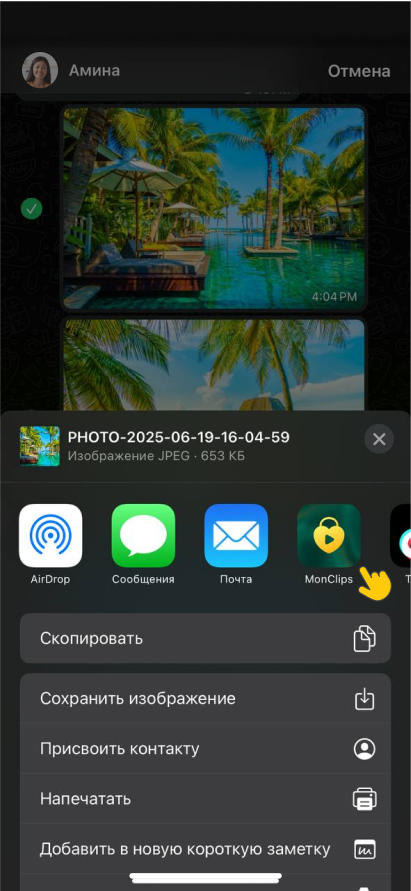 Амина
Отмена
4:04 PM
PHOTO-2025-06-19-16-04-59
Изображение JPEG · 653 КБ
AirDrop
Сообщения
Почта
MonClips
Скопировать
Сохранить изображение
Присвоить контакту
Напечатать
Добавить в новую короткую заметку